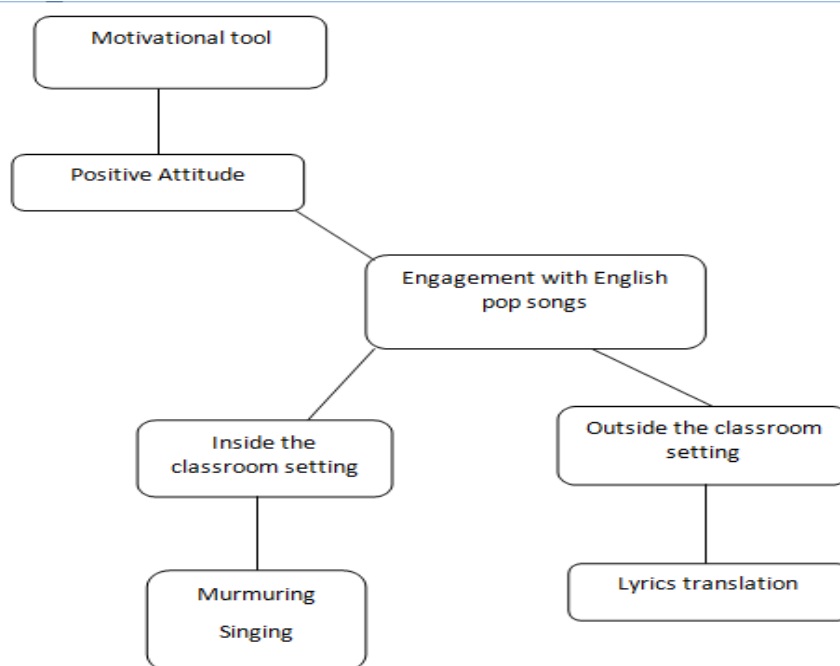 Motivational tool
Positive Attitude
Engagement with English
pop songs
Inside the
classroom setting
Outside the classroom
setting
Murmuring
Singing
Lyrics translation